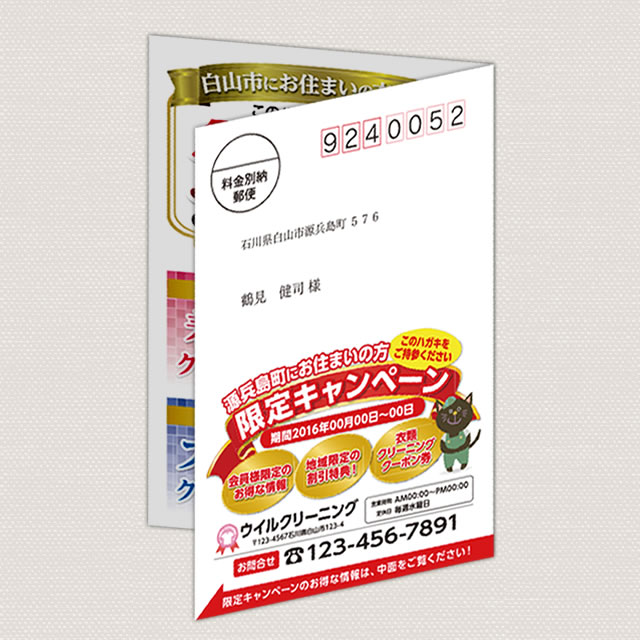 白山市にお住まいの
この
9240052
料金別納
郵便
石川県白山市源兵島町５７６
鶴見 健司 様
このハガキを
ご持参ください
源兵島町にお住まいの方
限定キャンペーン
期間2016年00月00日〜00日
会員様限定の
お得な情報
地域限定の
割引特典！
衣類
クリーニング
クーポン券
ウイルクリーニング
〒123-4567石川県白山市123-4
営業時間 AM00:00〜PM00:00
定休日 毎週水曜日
お問合せ ☎123-456-7891
限定キャンペーンのお得な情報は、中面をご覧ください！
ク
ク